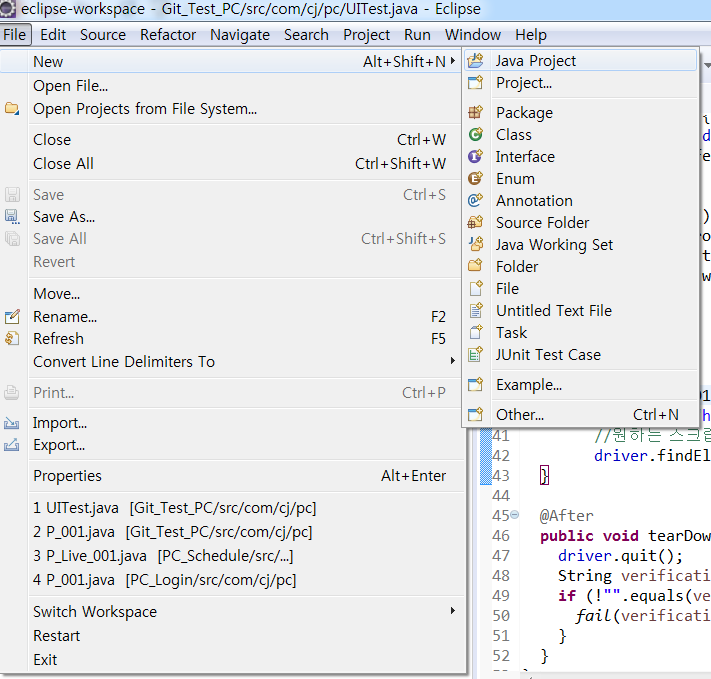 eclipse-workspace - Git_Test_PC/src/com/cj/pc/UITest.java - Eclipse
File Edit Source Refactor Navigate Search Project Run Window Help
New Alt+Shift+N
Open File...
Open Projects from File System...
Close Ctrl+W
Close All Ctrl+Shift+W
Save Ctrl+S
Save As...
Save All Ctrl+Shift+S
Revert
Move...
Rename... F2
Refresh F5
Convert Line Delimiters To
Print... Ctrl+P
Import...
Export...
Properties Alt+Enter
1 UITest.java [Git_Test_PC/src/com/cj/pc]
2 P_001.java [Git_Test_PC/src/com/cj/pc]
3 P_Live_001.java [PC_Schedule/src/...]
4 P_001.java [PC_Login/src/com/cj/pc]
Switch Workspace
Restart
Exit
Java Project
Project...
Package
Class
Interface
Enum
Annotation
Source Folder
Java Working Set
Folder
File
Untitled Text File
Task
JUnit Test Case
Example...
Other... Ctrl+N
41 //원하는 스크
42 driver.findEl
43 }
44
45 @After
46 public void tearDow
47 driver.quit();
48 String verificati
49 if (!"".equals(ve
50 fail(verificati
51 }
52 }